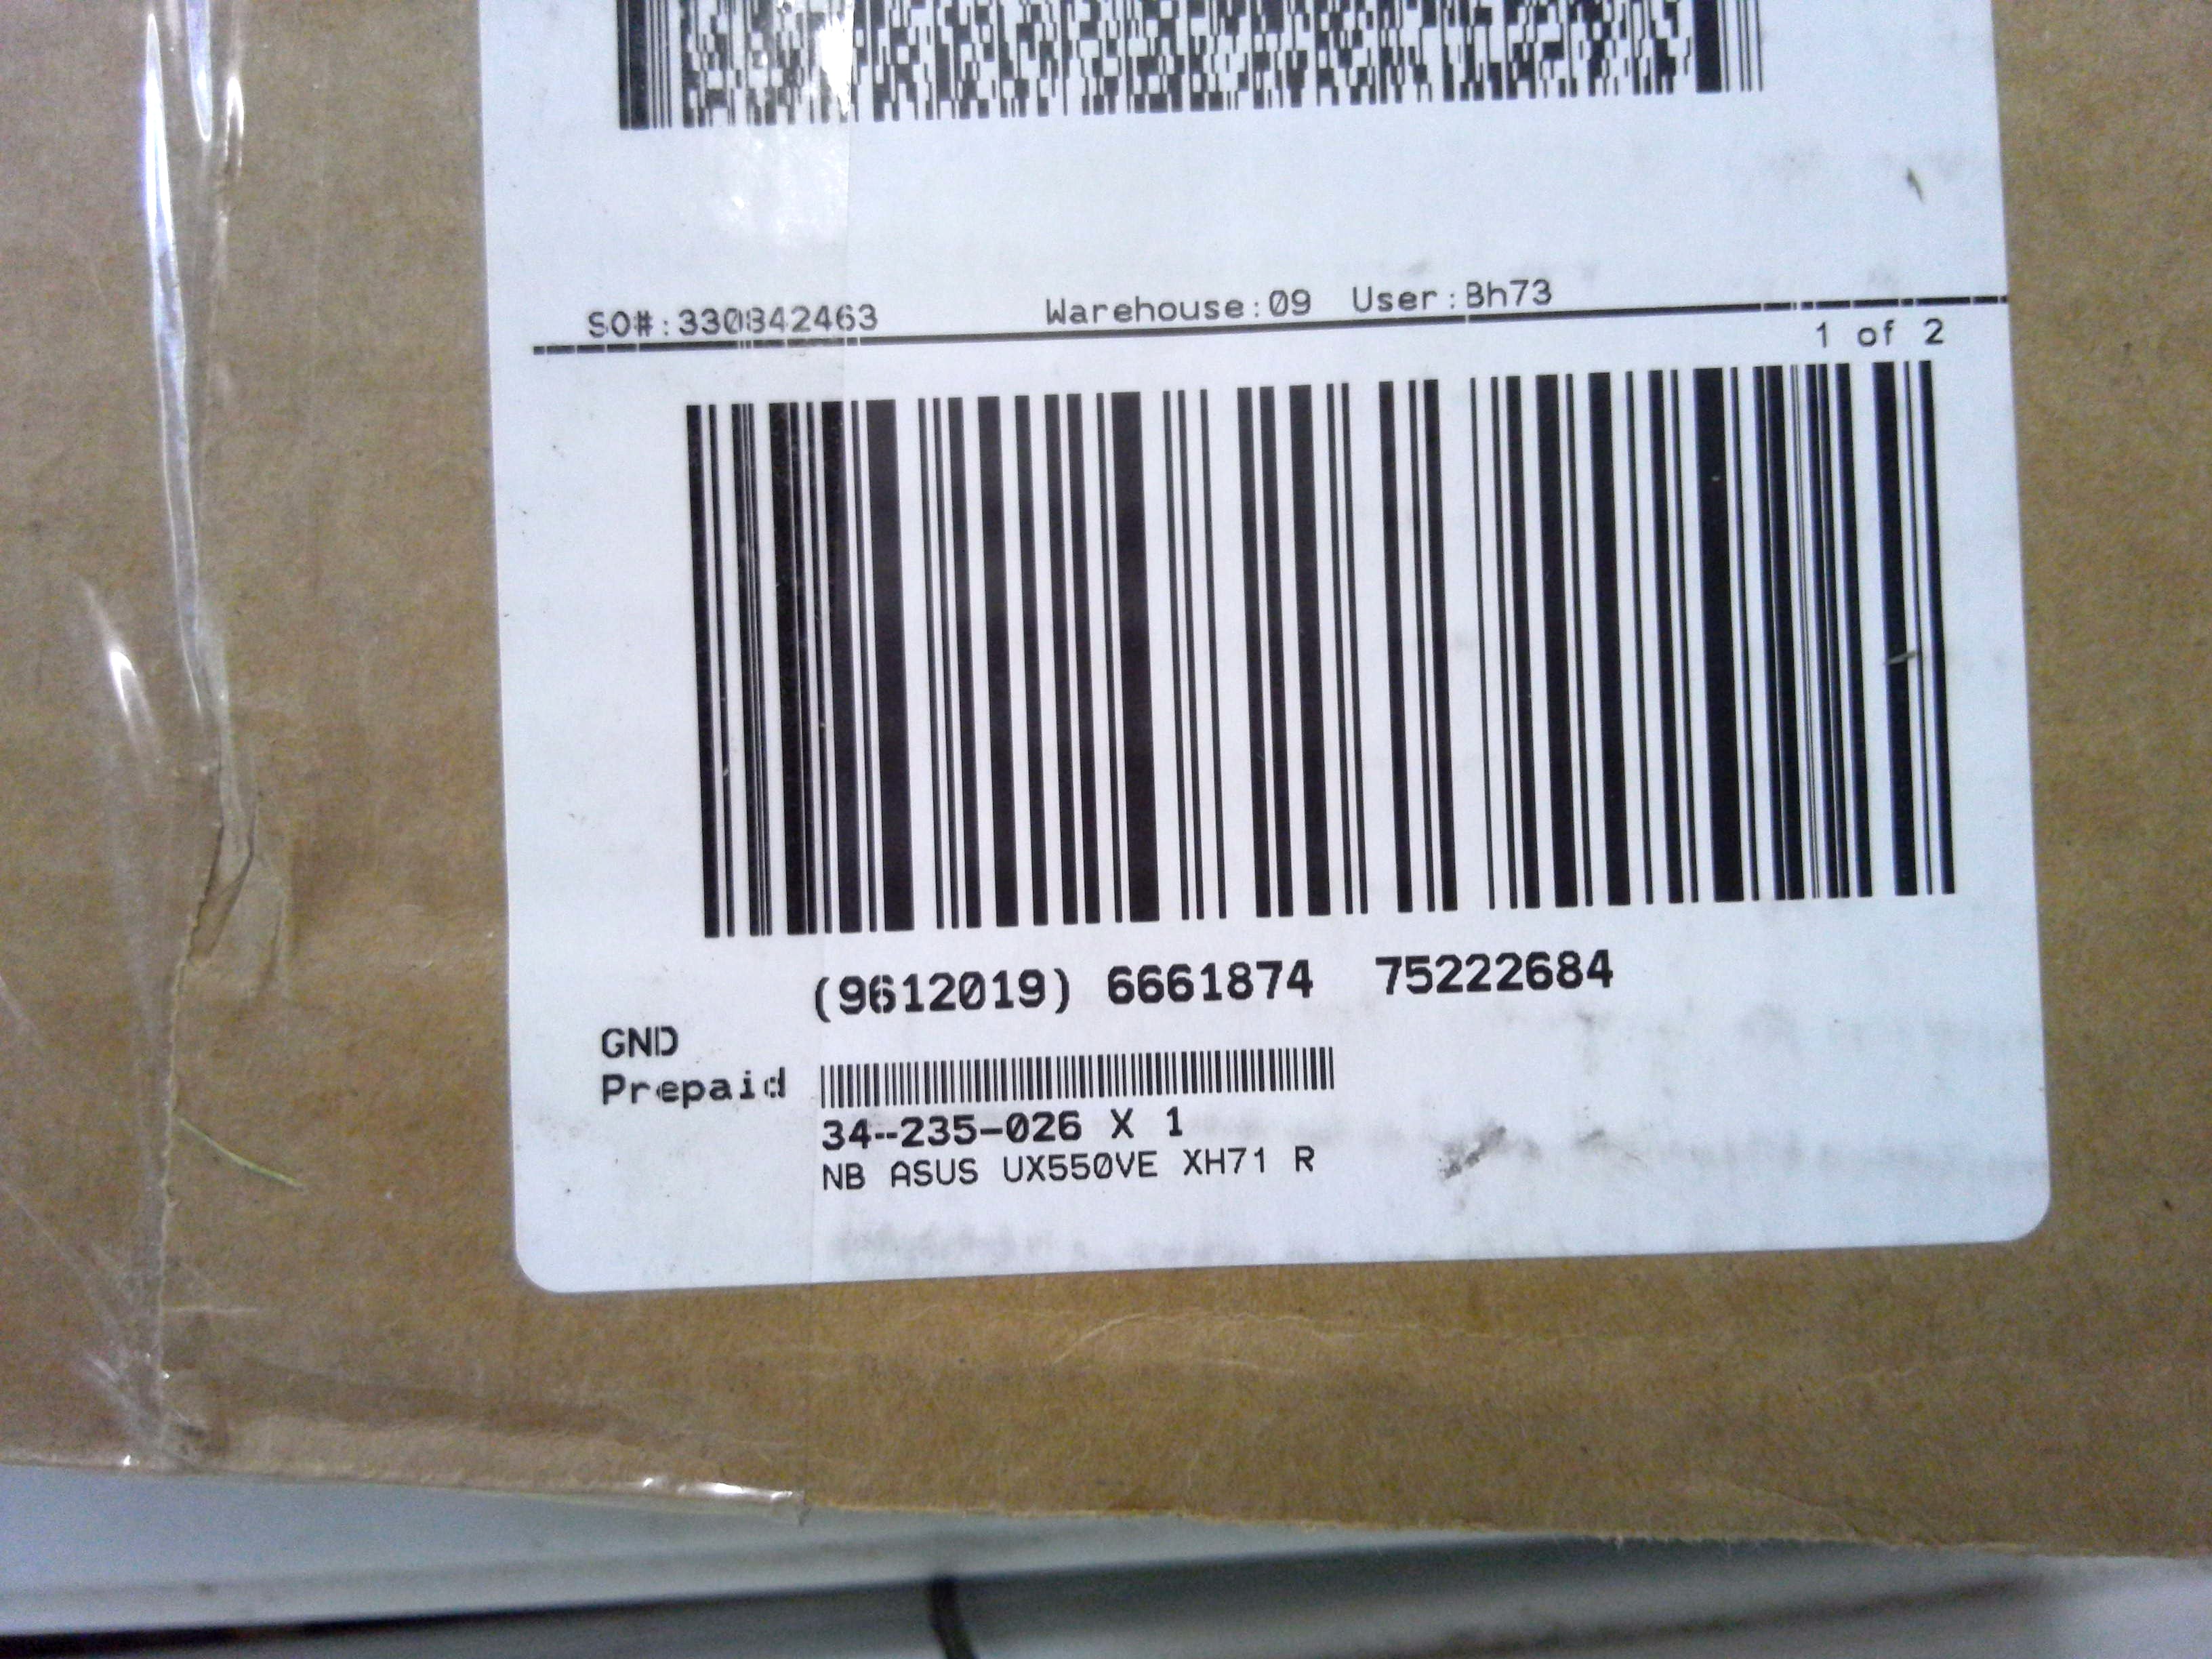 SO#:330842463 Warehouse:09 User:Bh73
1 of 2
(9612019) 6661874 75222684
GND
Prepaid
34--235-026 X 1
NB ASUS UX550VE XH71 R